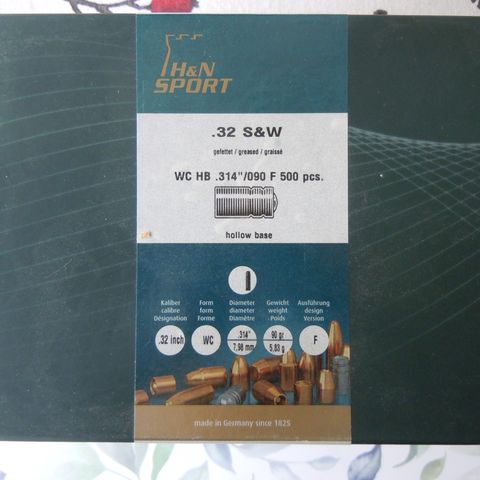 H&N
SPORT
.32 S&W
gefettet / greased / graissé
WC HB .314"/090 F 500 pcs.
hollow base
Kaliber Form Diameter Gewicht Ausführung
calibre form diameter weight design
Désignation Forme Diamètre Poids Version
.32 inch WC .314" 90 gr F
7,98 mm 5,83 g
made in Germany since 1825